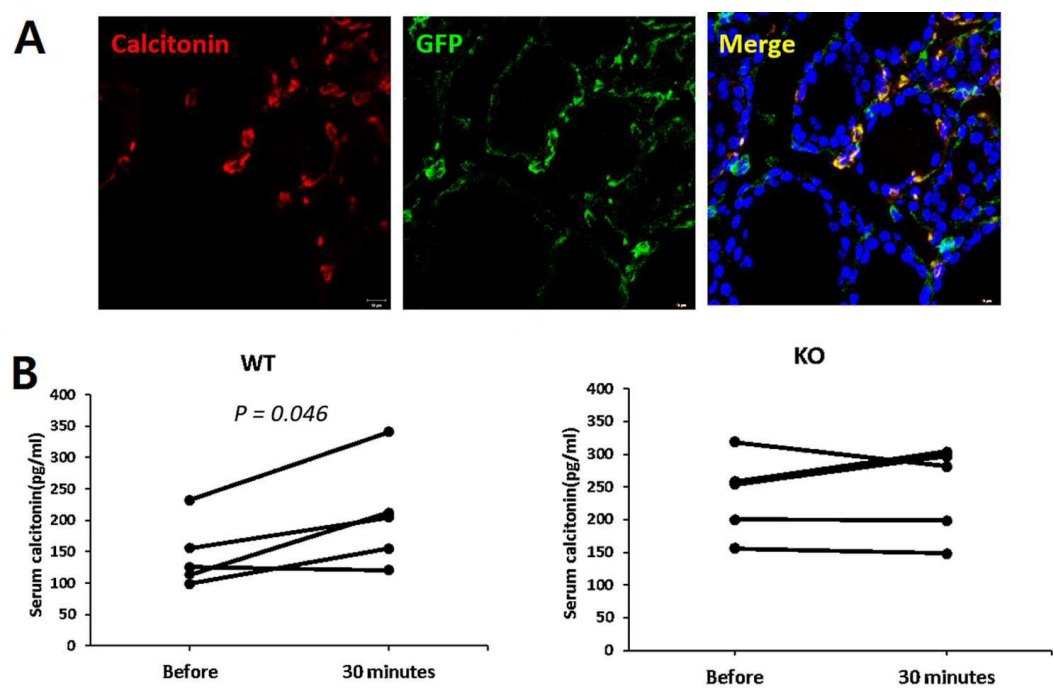 A
Calcitonin
GFP
Merge
B
WT
P = 0.046
Serum calcitonin(pg/ml)
400
350
300
250
200
150
100
50
0
Before
30 minutes
KO
Serum calcitonin(pg/ml)
400
350
300
250
200
150
100
50
0
Before
30 minutes